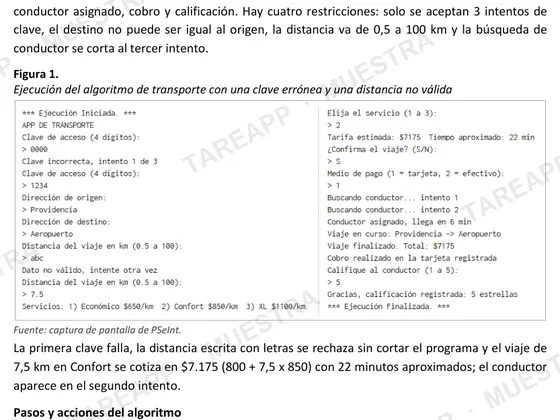 conductor asignado, cobro y calificación. Hay cuatro restricciones: solo se aceptan 3 intentos de
clave, el destino no puede ser igual al origen, la distancia va de 0,5 a 100 km y la búsqueda de
conductor se corta al tercer intento.
Figura 1.
Ejecución del algoritmo de transporte con una clave errónea y una distancia no válida
*** Ejecución Iniciada. ***
APP DE TRANSPORTE
Clave de acceso (4 dígitos):
> 0000
Clave incorrecta, intento 1 de 3
Clave de acceso (4 dígitos):
> 1234
Dirección de origen:
> Providencia
Dirección de destino:
> Aeropuerto
Distancia del viaje en km (0.5 a 100):
> abc
Dato no válido, intente otra vez
Distancia del viaje en km (0.5 a 100):
> 7.5
Servicios: 1) Económico $650/km 2) Confort $850/km 3) XL $1100/km
Elija el servicio (1 a 3):
> 2
Tarifa estimada: $7175 Tiempo aproximado: 22 min
¿Confirma el viaje? (S/N):
> S
Medio de pago (1 = tarjeta, 2 = efectivo):
> 1
Buscando conductor... intento 1
Buscando conductor... intento 2
Conductor asignado, llega en 6 min
Viaje en curso: Providencia -> Aeropuerto
Viaje finalizado. Total: $7175
Cobro realizado en la tarjeta registrada
Califique al conductor (1 a 5):
> 5
Gracias, calificación registrada: 5 estrellas
*** Ejecución Finalizada. ***
Fuente: captura de pantalla de PSeInt.
La primera clave falla, la distancia escrita con letras se rechaza sin cortar el programa y el viaje de
7,5 km en Confort se cotiza en $7.175 (800 + 7,5 x 850) con 22 minutos aproximados; el conductor
aparece en el segundo intento.
Pasos y acciones del algoritmo
TAREAPP · MUESTRA